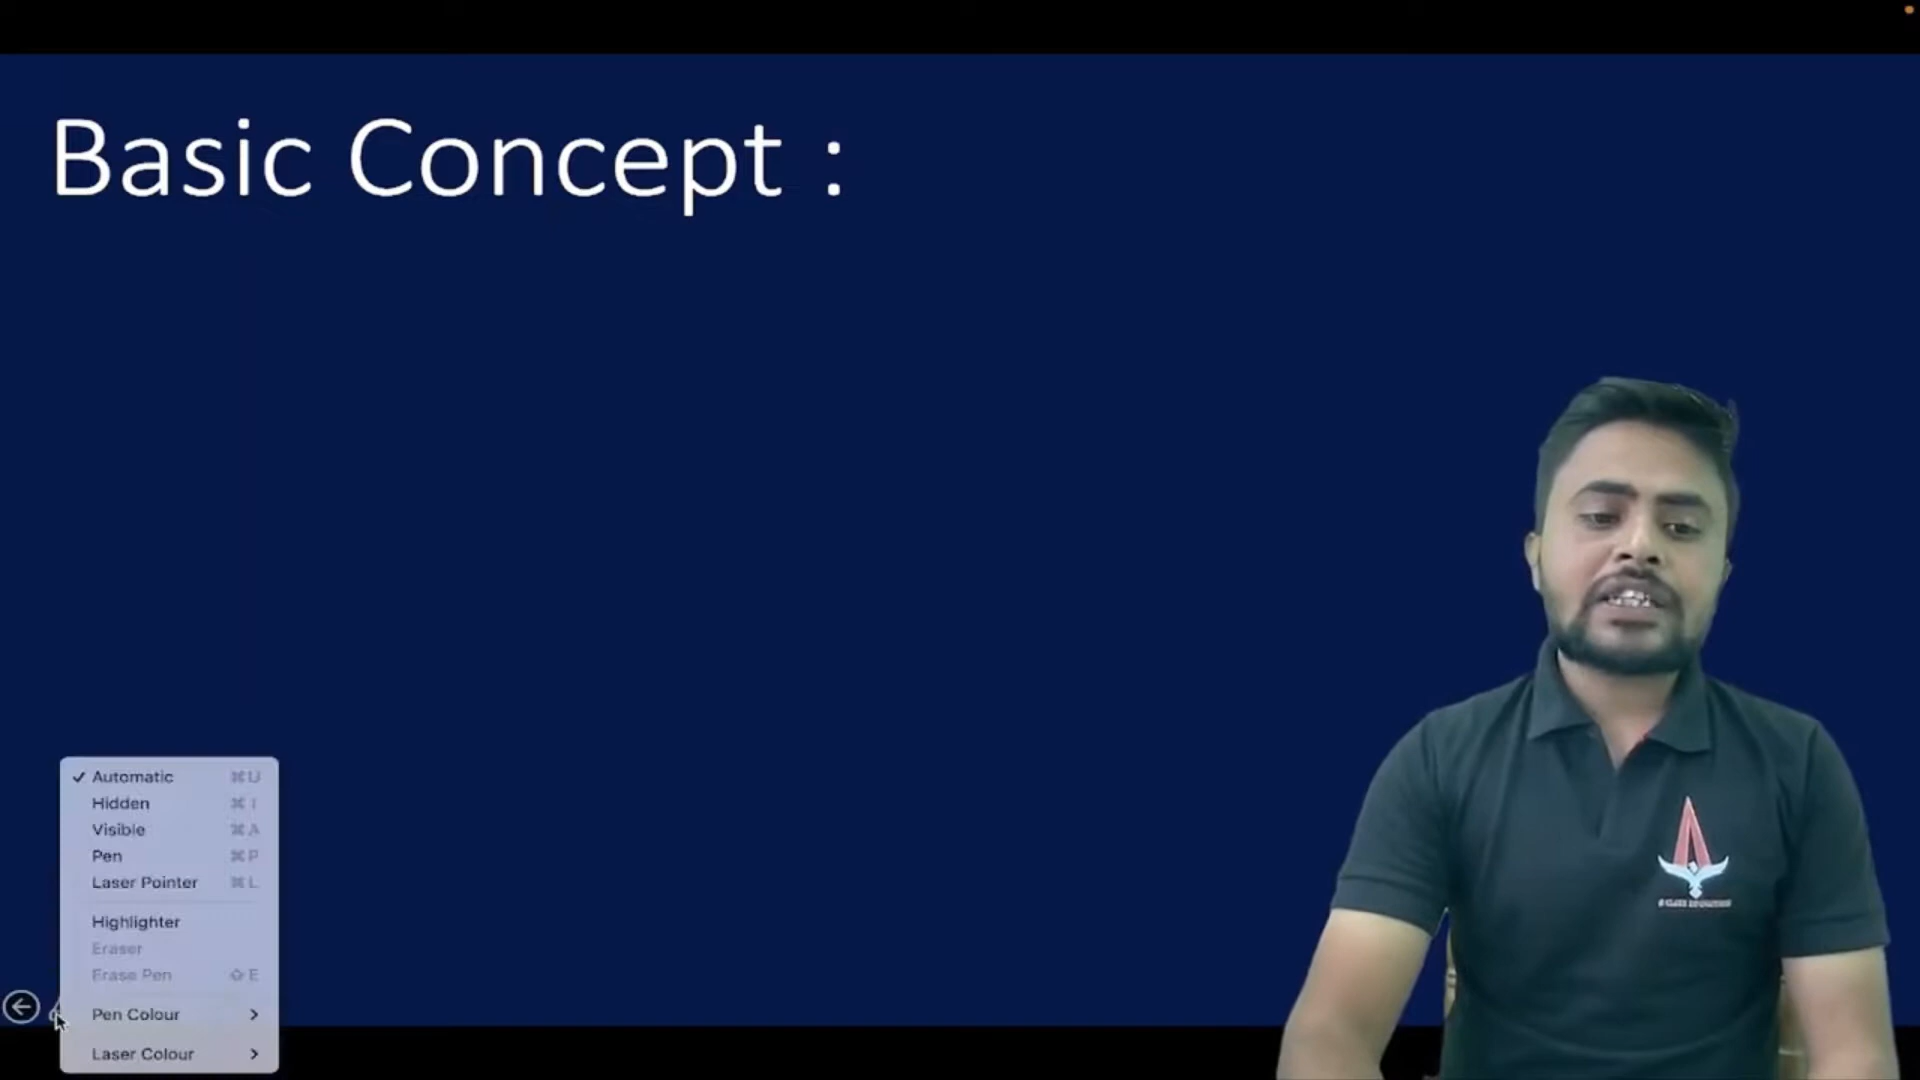 Basic Concept :
✓ Automatic ⌘U
Hidden ⌘I
Visible ⌘A
Pen ⌘P
Laser Pointer ⌘L
Highlighter
Eraser
Erase Pen ⇧E
Pen Colour >
Laser Colour >